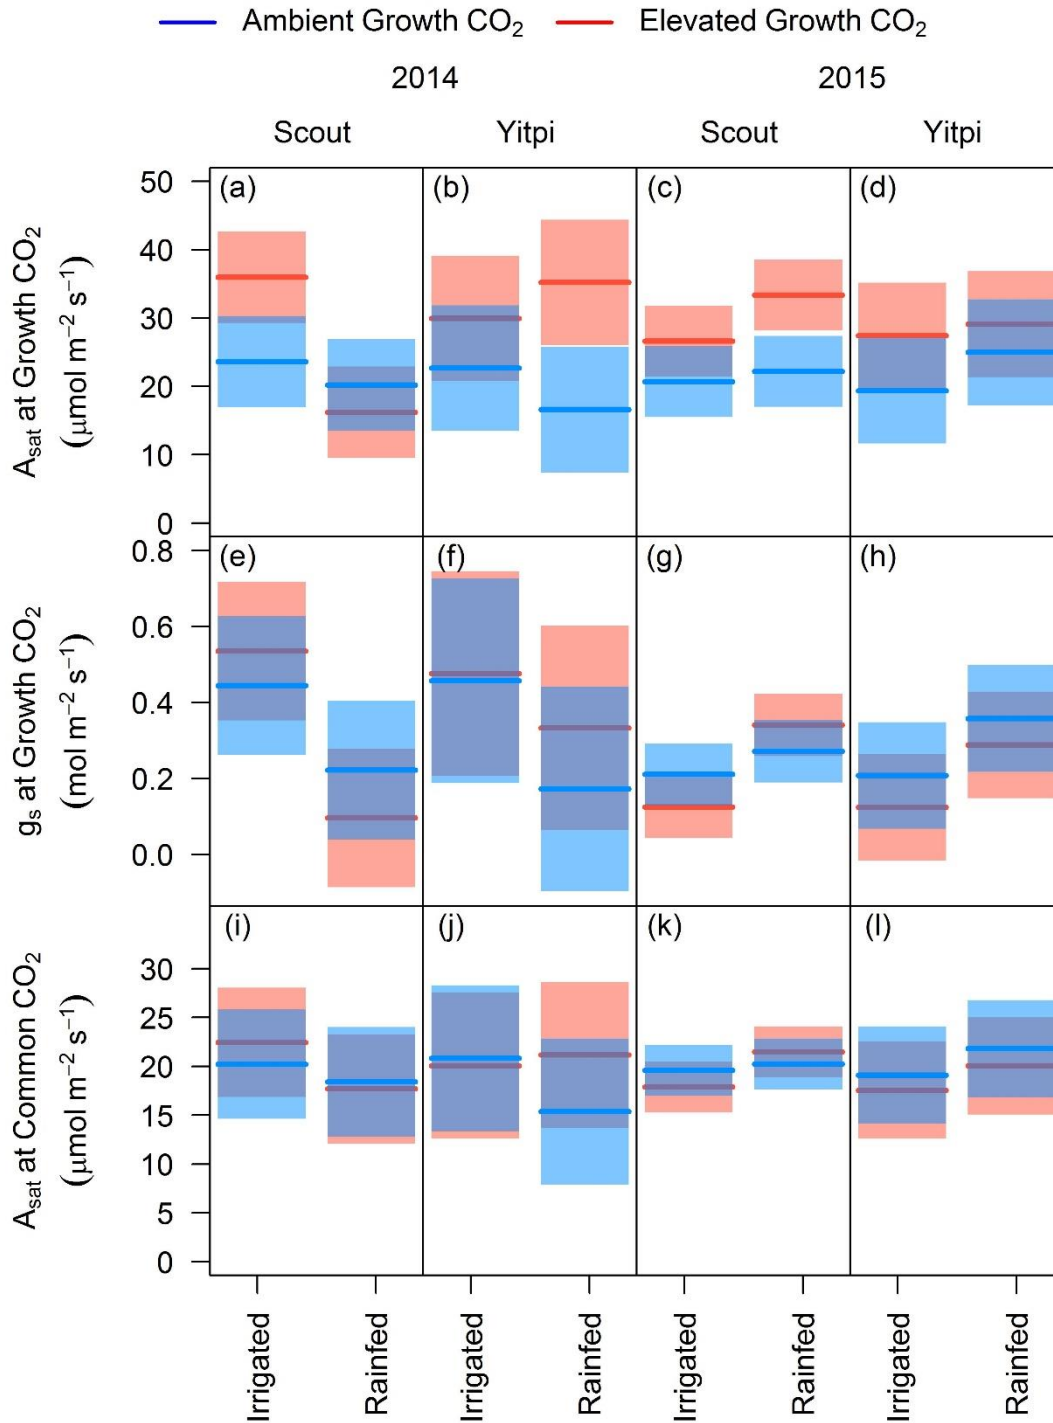 Ambient Growth CO₂ Elevated Growth CO₂
2014 2015
Scout Yitpi Scout Yitpi
A_sat at Growth CO₂
(μmol m⁻² s⁻¹)
50
40
30
20
10
0
(a) (b) (c) (d)
g_s at Growth CO₂
(mol m⁻² s⁻¹)
0.8
0.6
0.4
0.2
0.0
(e) (f) (g) (h)
A_sat at Common CO₂
(μmol m⁻² s⁻¹)
30
25
20
15
10
5
0
(i) (j) (k) (l)
Irrigated Rainfed Irrigated Rainfed Irrigated Rainfed Irrigated Rainfed